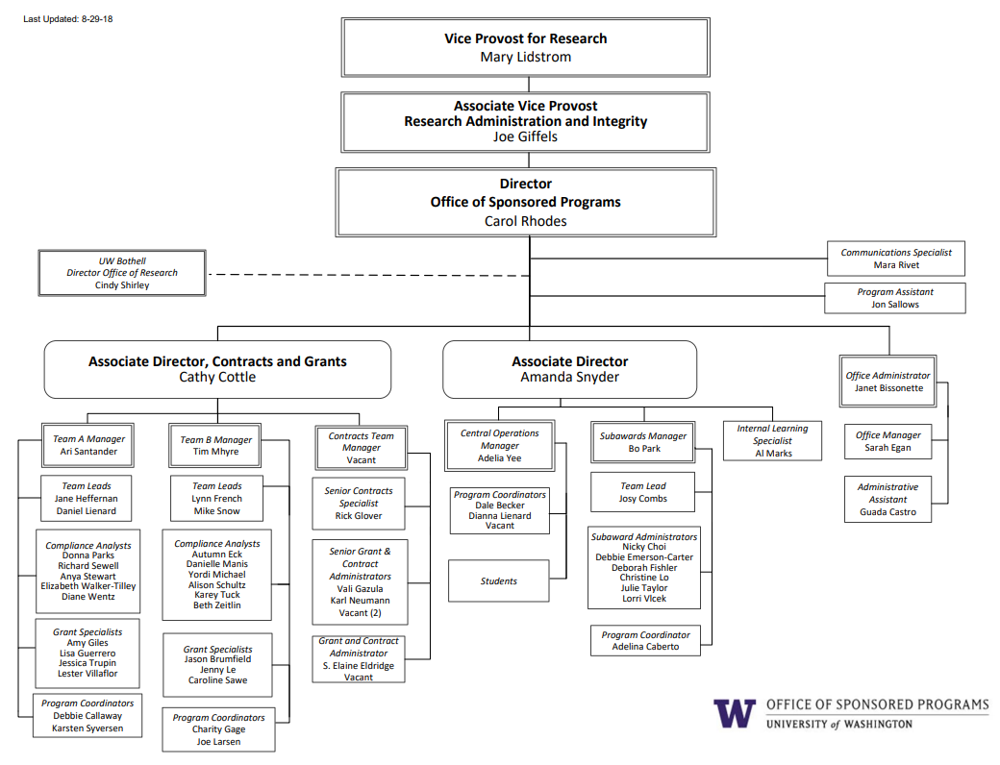 Last Updated: 8-29-18
Vice Provost for Research
Mary Lidstrom
Associate Vice Provost
Research Administration and Integrity
Joe Giffels
Director
Office of Sponsored Programs
Carol Rhodes
UW Bothell
Director Office of Research
Cindy Shirley
Communications Specialist
Mara Rivet
Program Assistant
Jon Sallows
Associate Director, Contracts and Grants
Cathy Cottle
Associate Director
Amanda Snyder
Office Administrator
Janet Bissonette
Team A Manager
Ari Santander
Team Leads
Jane Heffernan
Daniel Lienard
Compliance Analysts
Donna Parks
Richard Sewell
Anya Stewart
Elizabeth Walker-Tilley
Diane Wentz
Grant Specialists
Amy Giles
Lisa Guerrero
Jessica Trupin
Lester Villaflor
Program Coordinators
Debbie Callaway
Karsten Syversen
Team B Manager
Tim Mhyre
Team Leads
Lynn French
Mike Snow
Compliance Analysts
Autumn Eck
Danielle Manis
Yordi Michael
Alison Schultz
Karey Tuck
Beth Zeitlin
Grant Specialists
Jason Brumfield
Jenny Le
Caroline Sawe
Program Coordinators
Charity Gage
Joe Larsen
Contracts Team
Manager
Vacant
Senior Contracts
Specialist
Rick Glover
Senior Grant &
Contract
Administrators
Vali Gazula
Karl Neumann
Vacant (2)
Grant and Contract
Administrator
S. Elaine Eldridge
Vacant
Central Operations
Manager
Adelia Yee
Program Coordinators
Dale Becker
Dianna Lienard
Vacant
Students
Subawards Manager
Bo Park
Team Lead
Josy Combs
Subaward Administrators
Nicky Choi
Debbie Emerson-Carter
Deborah Fishler
Christine Lo
Julie Taylor
Lorri Vlcek
Program Coordinator
Adelina Caberto
Internal Learning
Specialist
Al Marks
Office Manager
Sarah Egan
Administrative
Assistant
Guada Castro
W
OFFICE OF SPONSORED PROGRAMS
UNIVERSITY of WASHINGTON